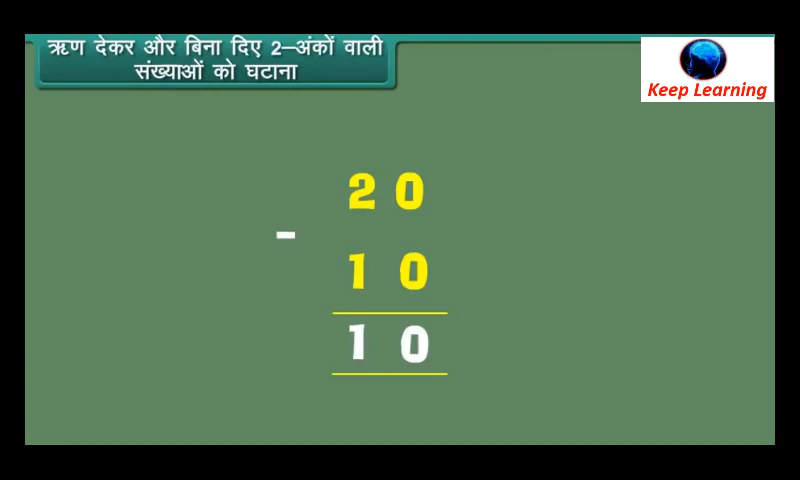 ऋण देकर और बिना दिए 2–अंकों वाली
संख्याओं को घटाना
Keep Learning
2 0
-
1 0
1 0